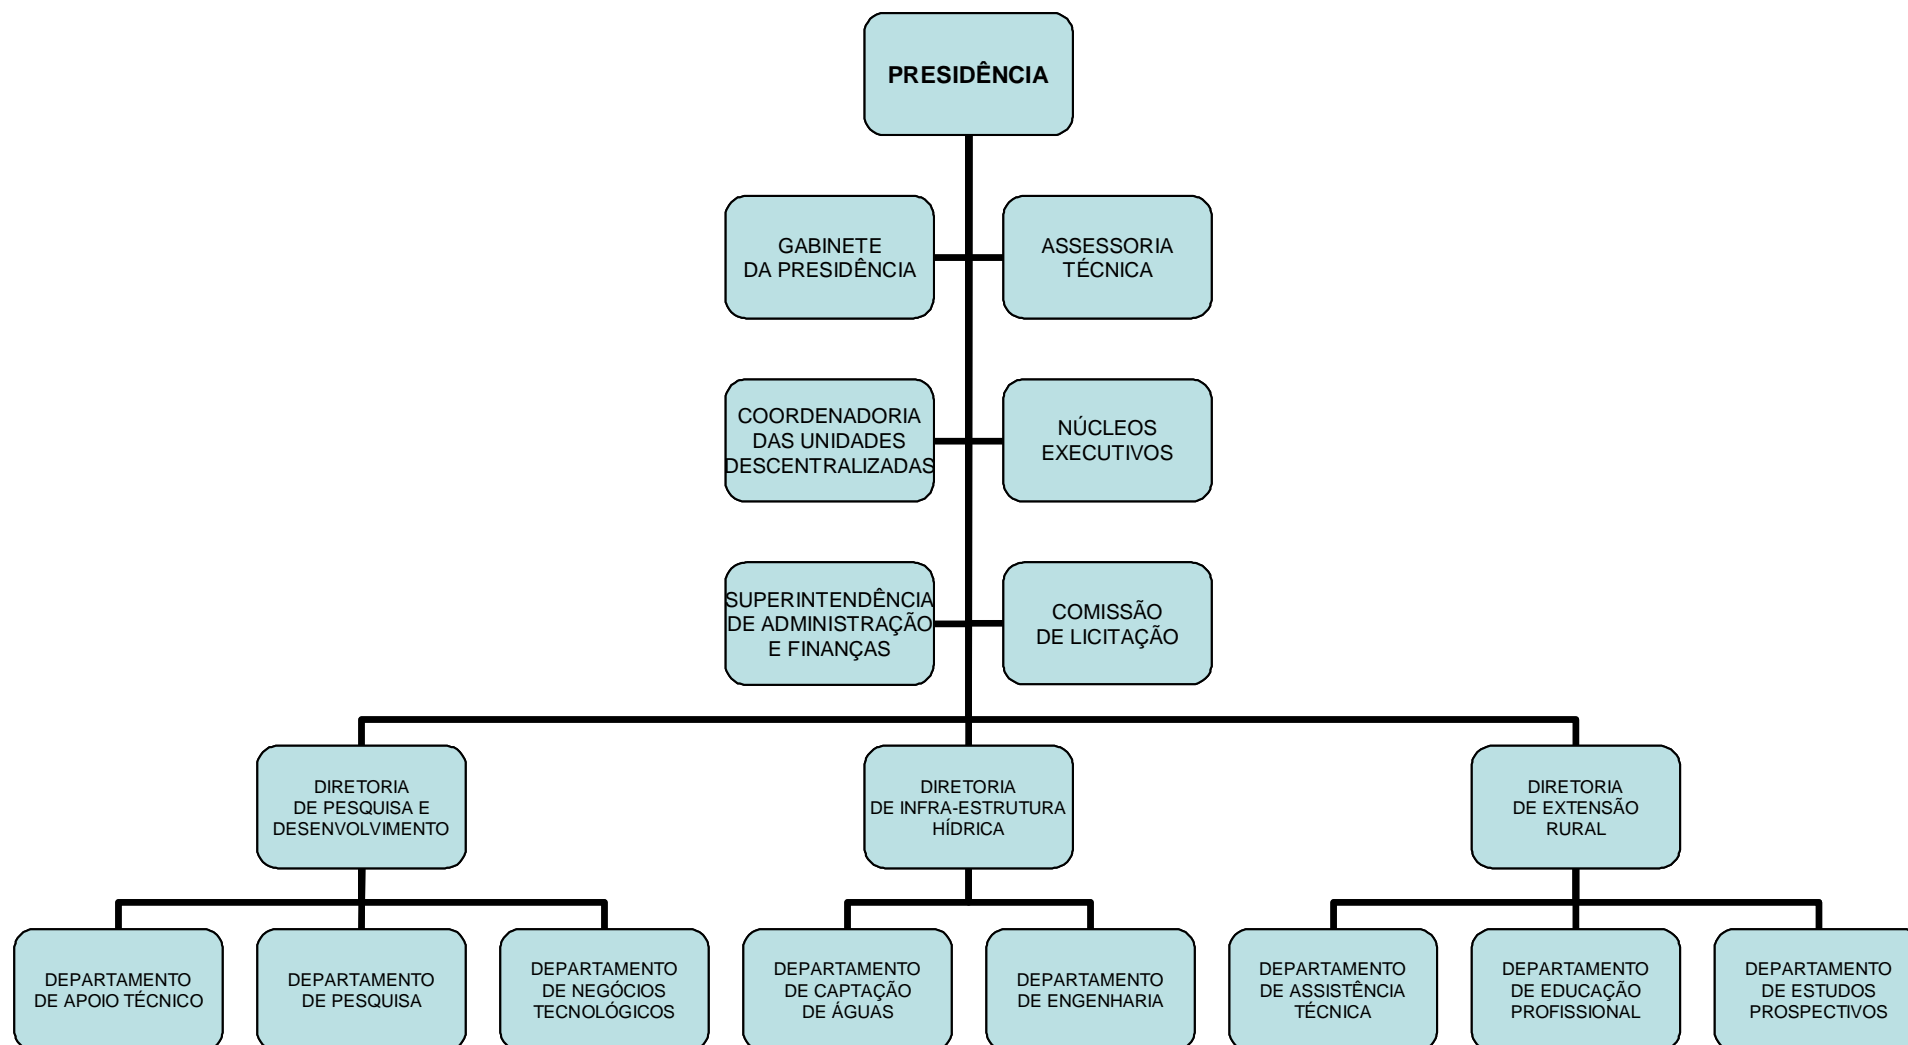 PRESIDÊNCIA
GABINETE
DA PRESIDÊNCIA
ASSESSORIA
TÉCNICA
COORDENADORIA
DAS UNIDADES
DESCENTRALIZADAS
NÚCLEOS
EXECUTIVOS
SUPERINTENDÊNCIA
DE ADMINISTRAÇÃO
E FINANÇAS
COMISSÃO
DE LICITAÇÃO
DIRETORIA
DE PESQUISA E
DESENVOLVIMENTO
DIRETORIA
DE INFRA-ESTRUTURA
HÍDRICA
DIRETORIA
DE EXTENSÃO
RURAL
DEPARTAMENTO
DE APOIO TÉCNICO
DEPARTAMENTO
DE PESQUISA
DEPARTAMENTO
DE NEGÓCIOS
TECNOLÓGICOS
DEPARTAMENTO
DE CAPTAÇÃO
DE ÁGUAS
DEPARTAMENTO
DE ENGENHARIA
DEPARTAMENTO
DE ASSISTÊNCIA
TÉCNICA
DEPARTAMENTO
DE EDUCAÇÃO
PROFISSIONAL
DEPARTAMENTO
DE ESTUDOS
PROSPECTIVOS